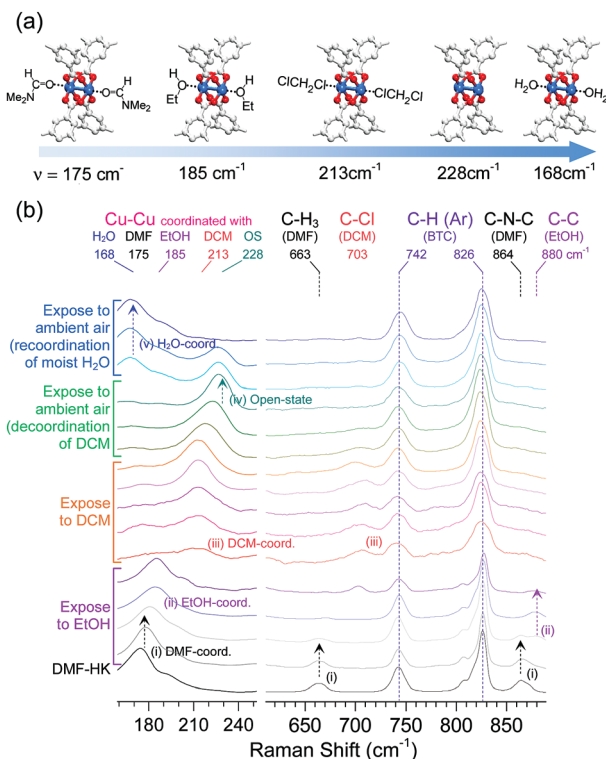 (a)
H C=O Me2N
O=C H NMe2
H O Et
H O Et
ClCH2Cl
ClCH2Cl
H2O
OH2
ν = 175 cm-
185 cm-1
213cm-1
228cm-1
168cm-1
(b)
Cu-Cu coordinated with
C-H3 C-Cl C-H (Ar) C-N-C C-C
H2O DMF EtOH DCM OS (DMF) (DCM) (BTC) (DMF) (EtOH)
168 175 185 213 228 663 703 742 826 864 880 cm-1
Expose to
ambient air
(recoordination
of moist H2O
(v) H2O-coord.
Expose to
ambient air
(decoordination
of DCM
(iv) Open-state
Expose
to DCM
(iii) DCM-coord.
(iii)
Expose
to EtOH
(ii) EtOH-coord.
(ii)
(i) DMF-coord.
DMF-HK
(i)
(i)
180 210 240 650 700 750 800 850
Raman Shift (cm-1)